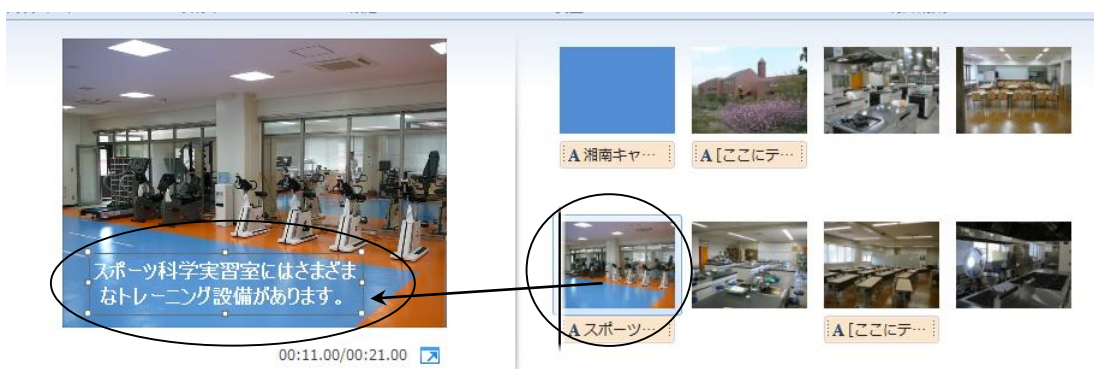 スポーツ科学実習室にはさまざま
なトレーニング設備があります。
00:11.00/00:21.00
A 湘南キャ…
A [ここにテ…
A スポーツ…
A [ここにテ…